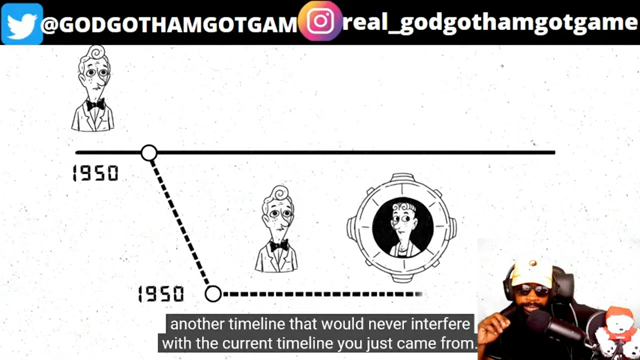 @GODGOTHAMGOTGAM
real_godgothamgotgame
1950
1950
another timeline that would never interfere
with the current timeline you just came from.